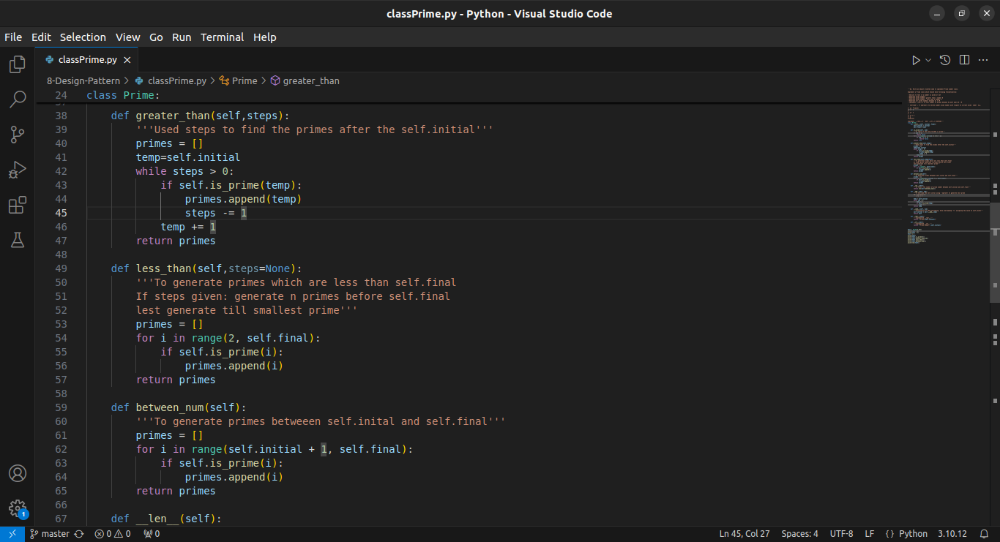 classPrime.py - Python - Visual Studio Code
File Edit Selection View Go Run Terminal Help
classPrime.py
8-Design-Pattern > classPrime.py > Prime > greater_than
24 class Prime:
38 def greater_than(self,steps):
39 '''Used steps to find the primes after the self.initial'''
40 primes = []
41 temp=self.initial
42 while steps > 0:
43 if self.is_prime(temp):
44 primes.append(temp)
45 steps -= 1
46 temp += 1
47 return primes
48
49 def less_than(self,steps=None):
50 '''To generate primes which are less than self.final
51 If steps given: generate n primes before self.final
52 lest generate till smallest prime'''
53 primes = []
54 for i in range(2, self.final):
55 if self.is_prime(i):
56 primes.append(i)
57 return primes
58
59 def between_num(self):
60 '''To generate primes betweeen self.inital and self.final'''
61 primes = []
62 for i in range(self.initial + 1, self.final):
63 if self.is_prime(i):
64 primes.append(i)
65 return primes
66
67 def __len__(self):
1
master 0 0 0 Ln 45, Col 27 Spaces: 4 UTF-8 LF {} Python 3.10.12